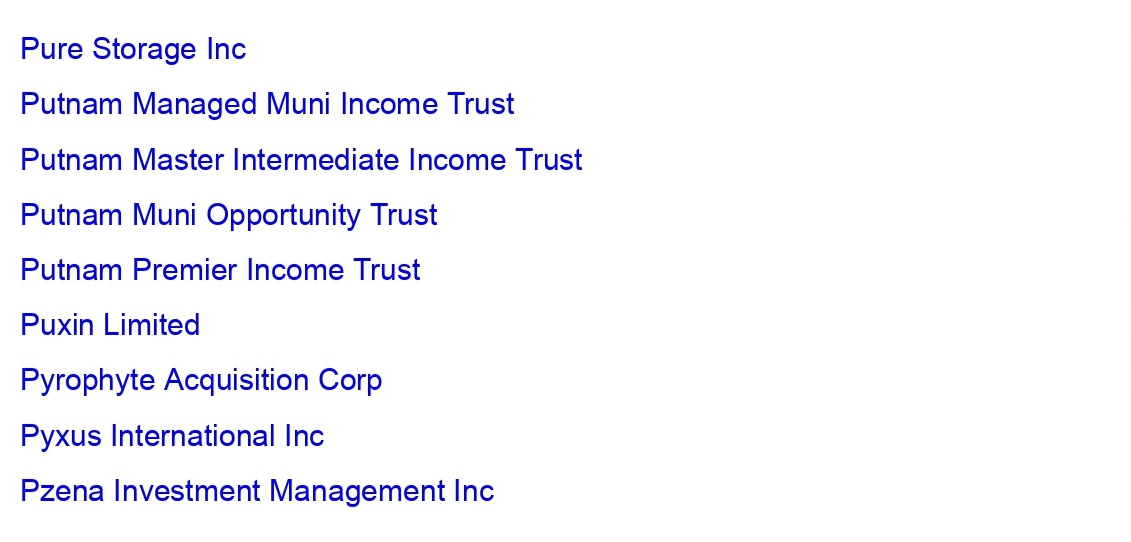 Pure Storage Inc
Putnam Managed Muni Income Trust
Putnam Master Intermediate Income Trust
Putnam Muni Opportunity Trust
Putnam Premier Income Trust
Puxin Limited
Pyrophyte Acquisition Corp
Pyxus International Inc
Pzena Investment Management Inc